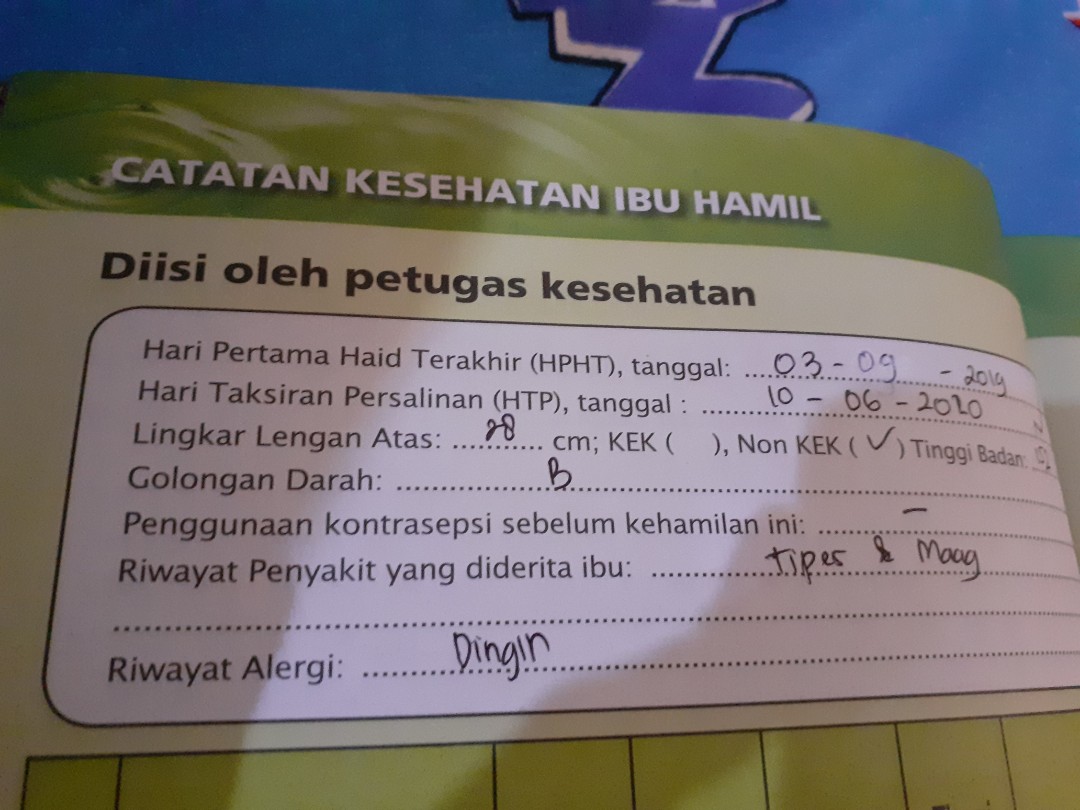 CATATAN KESEHATAN IBU HAMIL
Diisi oleh petugas kesehatan
Hari Pertama Haid Terakhir (HPHT), tanggal: 03 - 09 - 2019
Hari Taksiran Persalinan (HTP), tanggal : 10 - 06 - 2020
Lingkar Lengan Atas: 28 cm; KEK ( ), Non KEK ( ✓ ) Tinggi Badan:
Golongan Darah: B
Penggunaan kontrasepsi sebelum kehamilan ini: -
Riwayat Penyakit yang diderita ibu: tipes & Maag
Riwayat Alergi: Dingin